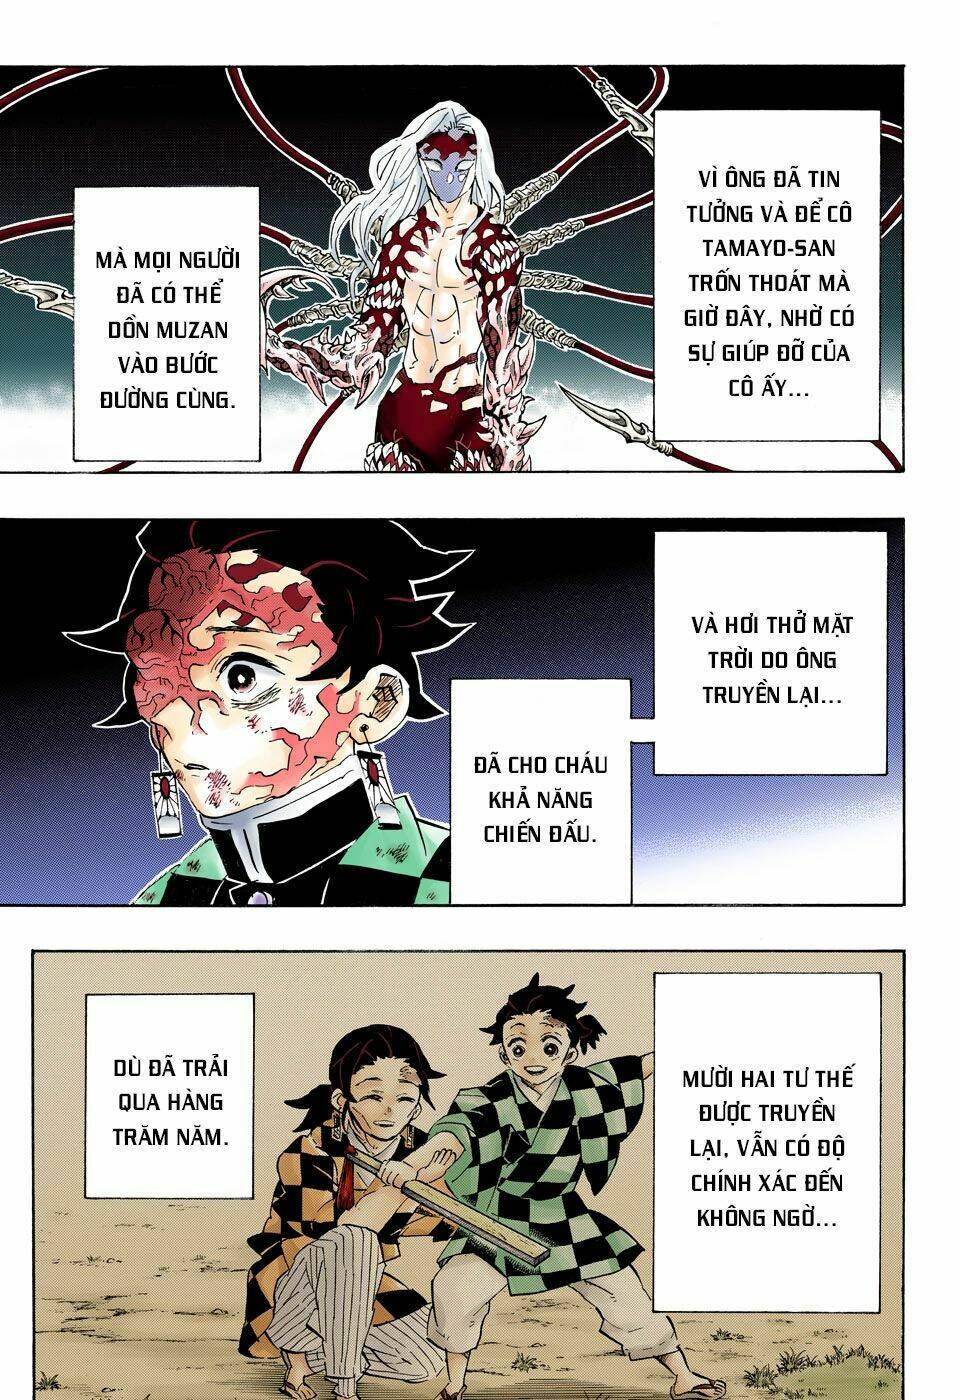 VÌ ÔNG ĐÃ TIN
TƯỞNG VÀ ĐỂ CÔ
TAMAYO-SAN
TRỐN THOÁT MÀ
GIỜ ĐÂY, NHỜ CÓ
SỰ GIÚP ĐỠ CỦA
CÔ ẤY...
MÀ MỌI NGƯỜI
ĐÃ CÓ THỂ
DỒN MUZAN
VÀO BƯỚC
ĐƯỜNG CÙNG.
VÀ HƠI THỞ MẶT
TRỜI DO ÔNG
TRUYỀN LẠI...
ĐÃ CHO CHÁU
KHẢ NĂNG
CHIẾN ĐẤU.
MƯỜI HAI TƯ THẾ
ĐƯỢC TRUYỀN
LẠI, VẪN CÓ ĐỘ
CHÍNH XÁC ĐẾN
KHÔNG NGỜ...
DÙ ĐÃ TRẢI
QUA HÀNG
TRĂM NĂM.